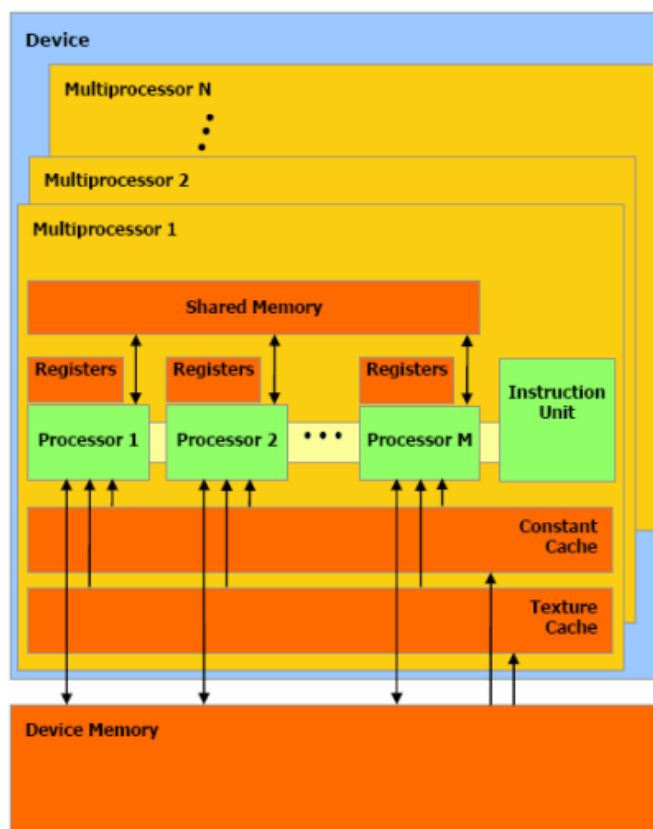 Device
Multiprocessor N
Multiprocessor 2
Multiprocessor 1
Shared Memory
Registers
Registers
Registers
Instruction
Unit
Processor 1
Processor 2
Processor M
Constant
Cache
Texture
Cache
Device Memory